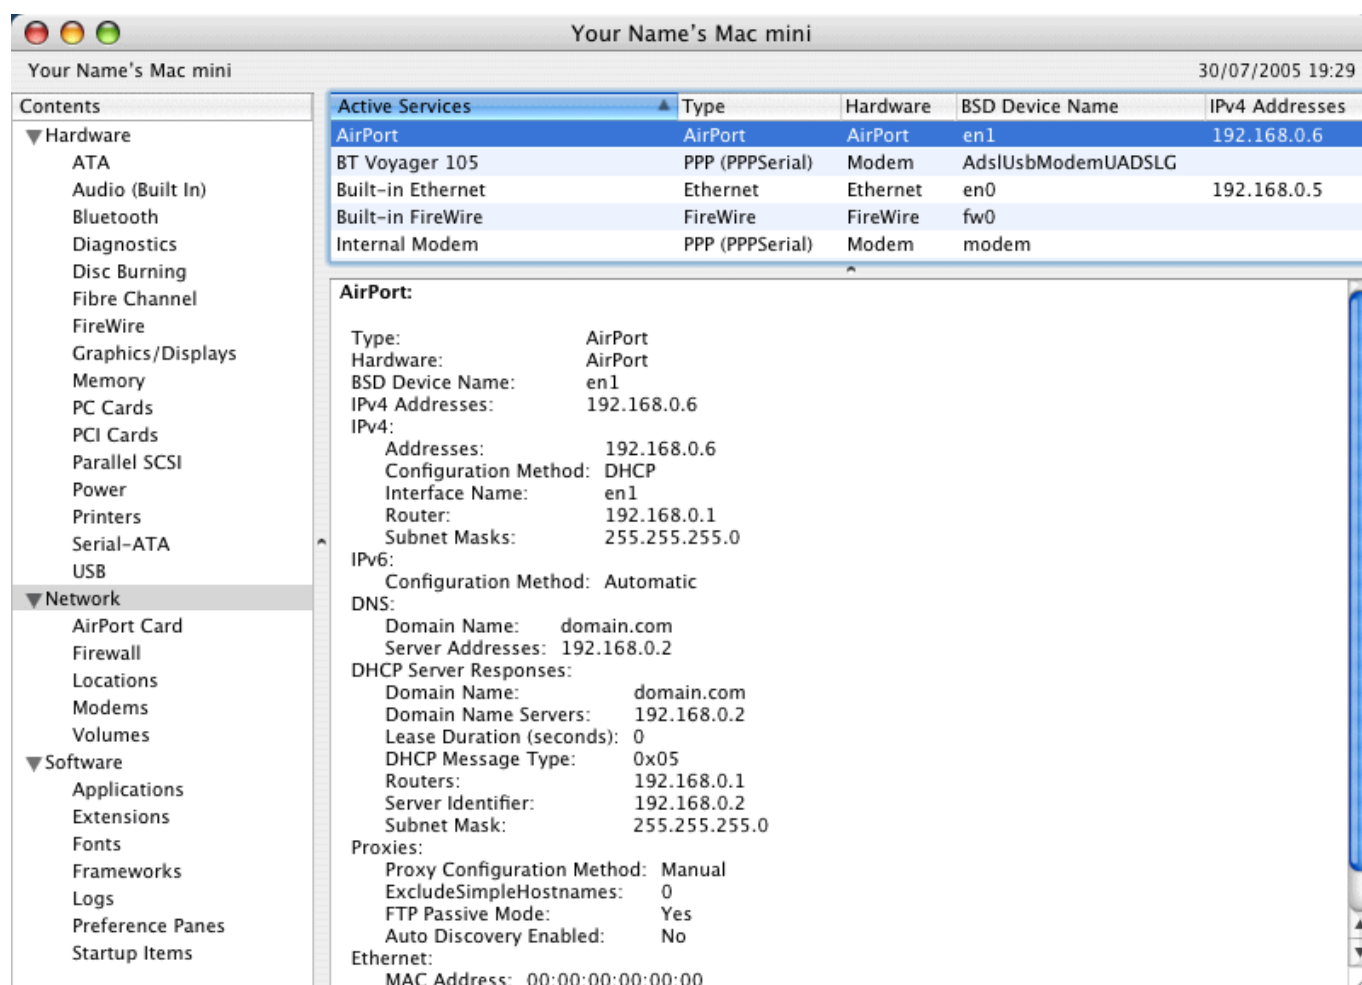 Your Name's Mac mini
Your Name's Mac mini 30/07/2005 19:29
Contents
Hardware
ATA
Audio (Built In)
Bluetooth
Diagnostics
Disc Burning
Fibre Channel
FireWire
Graphics/Displays
Memory
PC Cards
PCI Cards
Parallel SCSI
Power
Printers
Serial-ATA
USB
Network
AirPort Card
Firewall
Locations
Modems
Volumes
Software
Applications
Extensions
Fonts
Frameworks
Logs
Preference Panes
Startup Items
Active Services Type Hardware BSD Device Name IPv4 Addresses
AirPort AirPort AirPort en1 192.168.0.6
BT Voyager 105 PPP (PPPSerial) Modem AdslUsbModemUADSLG
Built-in Ethernet Ethernet Ethernet en0 192.168.0.5
Built-in FireWire FireWire FireWire fw0
Internal Modem PPP (PPPSerial) Modem modem
AirPort:
Type: AirPort
Hardware: AirPort
BSD Device Name: en1
IPv4 Addresses: 192.168.0.6
IPv4:
Addresses: 192.168.0.6
Configuration Method: DHCP
Interface Name: en1
Router: 192.168.0.1
Subnet Masks: 255.255.255.0
IPv6:
Configuration Method: Automatic
DNS:
Domain Name: domain.com
Server Addresses: 192.168.0.2
DHCP Server Responses:
Domain Name: domain.com
Domain Name Servers: 192.168.0.2
Lease Duration (seconds): 0
DHCP Message Type: 0x05
Routers: 192.168.0.1
Server Identifier: 192.168.0.2
Subnet Mask: 255.255.255.0
Proxies:
Proxy Configuration Method: Manual
ExcludeSimpleHostnames: 0
FTP Passive Mode: Yes
Auto Discovery Enabled: No
Ethernet:
MAC Address: 00:00:00:00:00:00